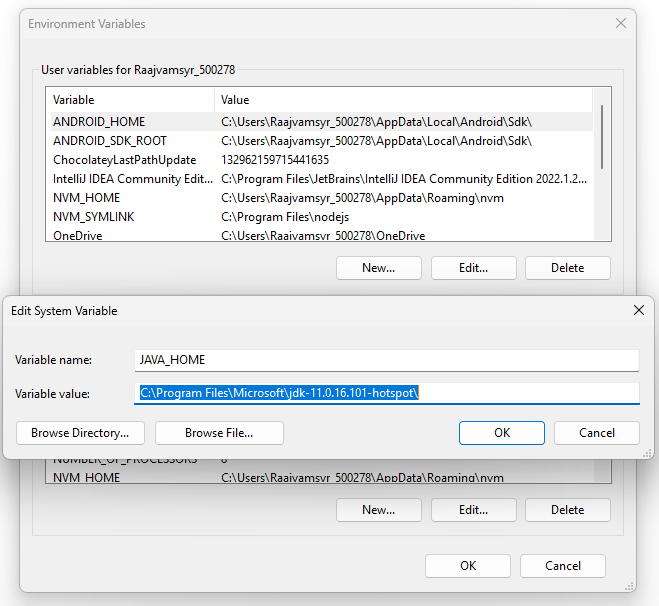 Environment Variables
User variables for Raajvamsyr_500278
Variable Value
ANDROID_HOME C:\Users\Raajvamsyr_500278\AppData\Local\Android\Sdk\
ANDROID_SDK_ROOT C:\Users\Raajvamsyr_500278\AppData\Local\Android\Sdk\
ChocolateyLastPathUpdate 132962159715441635
IntelliJ IDEA Community Edit... C:\Program Files\JetBrains\IntelliJ IDEA Community Edition 2022.1.2...
NVM_HOME C:\Users\Raajvamsyr_500278\AppData\Roaming\nvm
NVM_SYMLINK C:\Program Files\nodejs
OneDrive C:\Users\Raajvamsyr_500278\OneDrive
New... Edit... Delete
Edit System Variable
Variable name: JAVA_HOME
Variable value: C:\Program Files\Microsoft\jdk-11.0.16.101-hotspot\
Browse Directory... Browse File... OK Cancel
NUMBER_OF_PROCESSORS 8
NVM_HOME C:\Users\Raajvamsyr_500278\AppData\Roaming\nvm
New... Edit... Delete
OK Cancel